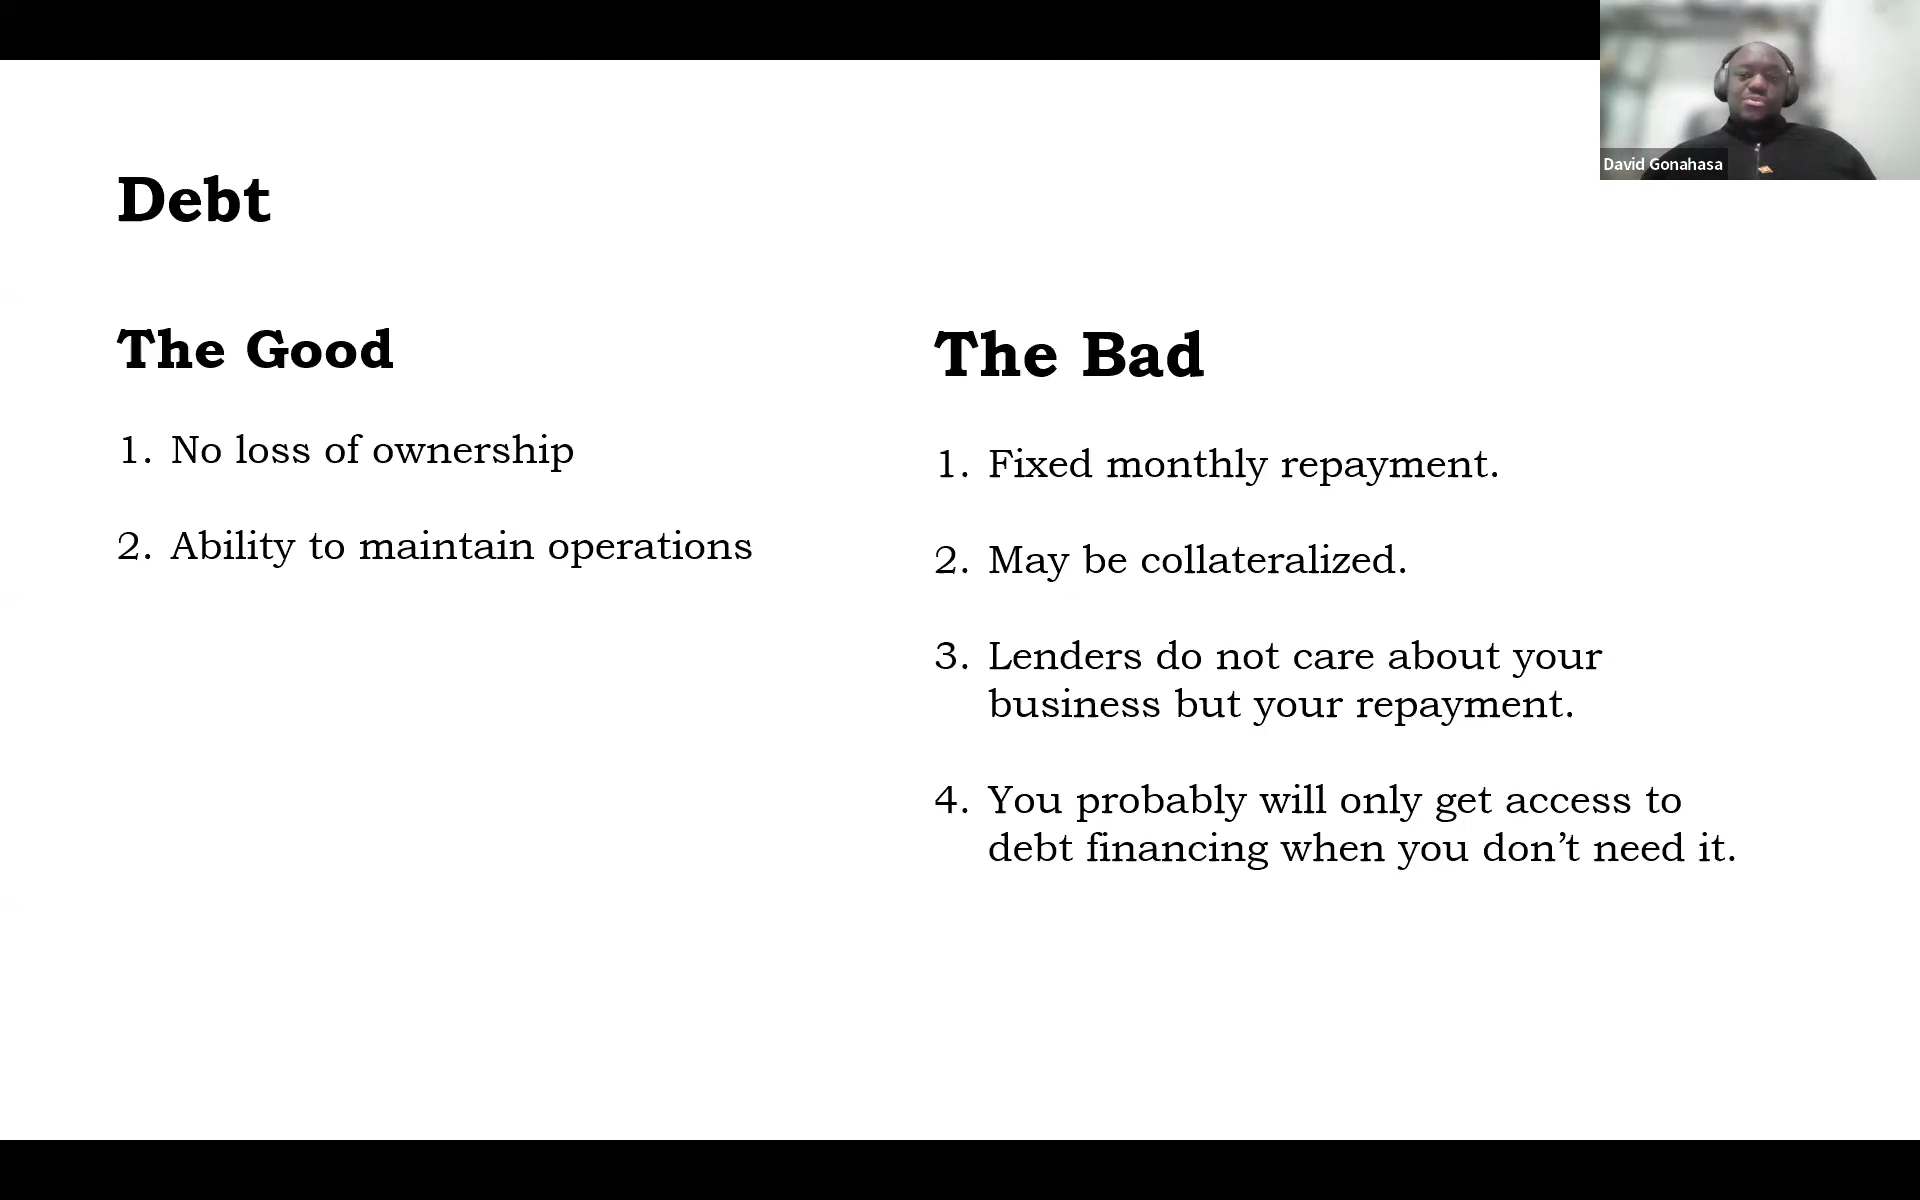 David Gonahasa
Debt
The Good
1. No loss of ownership
2. Ability to maintain operations
The Bad
1. Fixed monthly repayment.
2. May be collateralized.
3. Lenders do not care about your
business but your repayment.
4. You probably will only get access to
debt financing when you don’t need it.